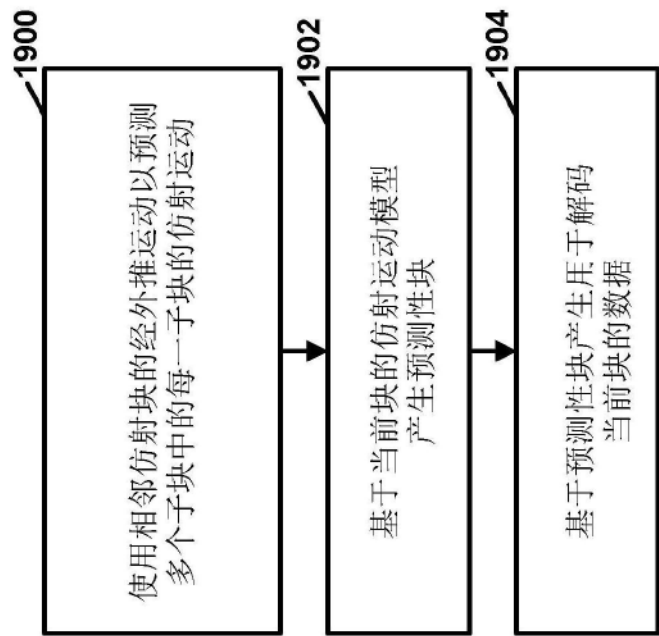 1900
使用相邻仿射块的经外推运动以预测
多个子块中的每一子块的仿射运动
1902
基于当前块的仿射运动模型
产生预测性块
1904
基于预测性块产生用于解码
当前块的数据